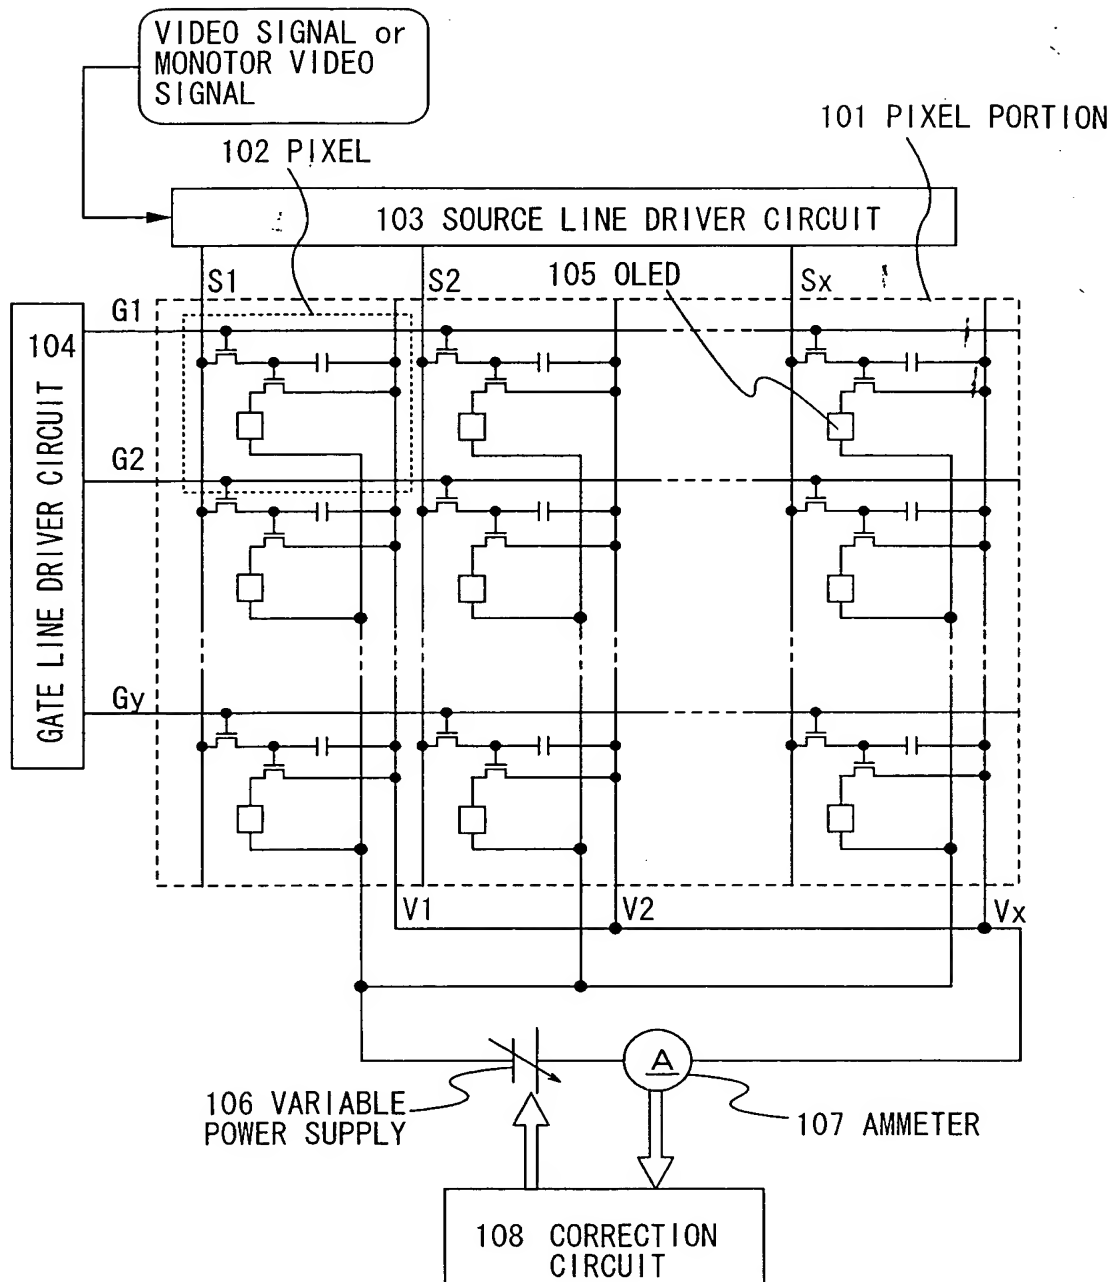 VIDEO SIGNAL or
MONOTOR VIDEO
SIGNAL
101 PIXEL PORTION
102 PIXEL
103 SOURCE LINE DRIVER CIRCUIT
S1
S2
105 OLED
Sx
G1
104
GATE LINE DRIVER CIRCUIT
G2
Gy
V1
V2
Vx
A
106 VARIABLE
POWER SUPPLY
107 AMMETER
108 CORRECTION
CIRCUIT